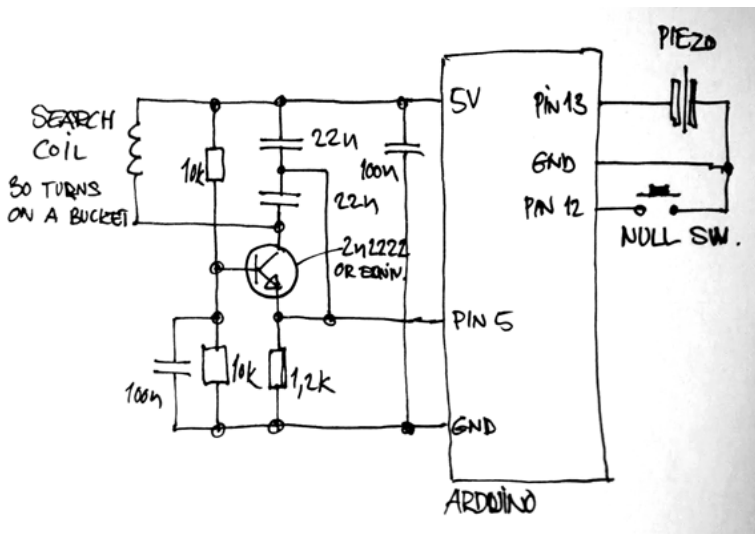 SEARCH
COIL
30 TURNS
ON A BUCKET
10k
22n
22n
100n
2n2222
OR EQUIV.
100n
10k
1,2k
5V
PIN 5
GND
ARDUINO
PIN 13
GND
PIN 12
PIEZO
NULL SW.